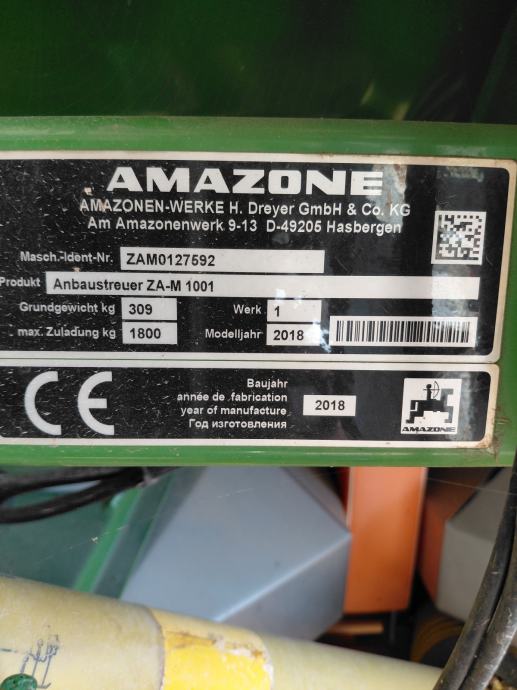 AMAZONE
AMAZONEN-WERKE H. Dreyer GmbH & Co. KG
Am Amazonenwerk 9-13 D-49205 Hasbergen
Masch.-Ident-Nr. ZAM0127592
Produkt Anbaustreuer ZA-M 1001
Grundgewicht kg 309 Werk 1
max. Zuladung kg 1800 Modelljahr 2018
CE
Baujahr
année de fabrication
year of manufacture
Год изготовления
2018
AMAZONE